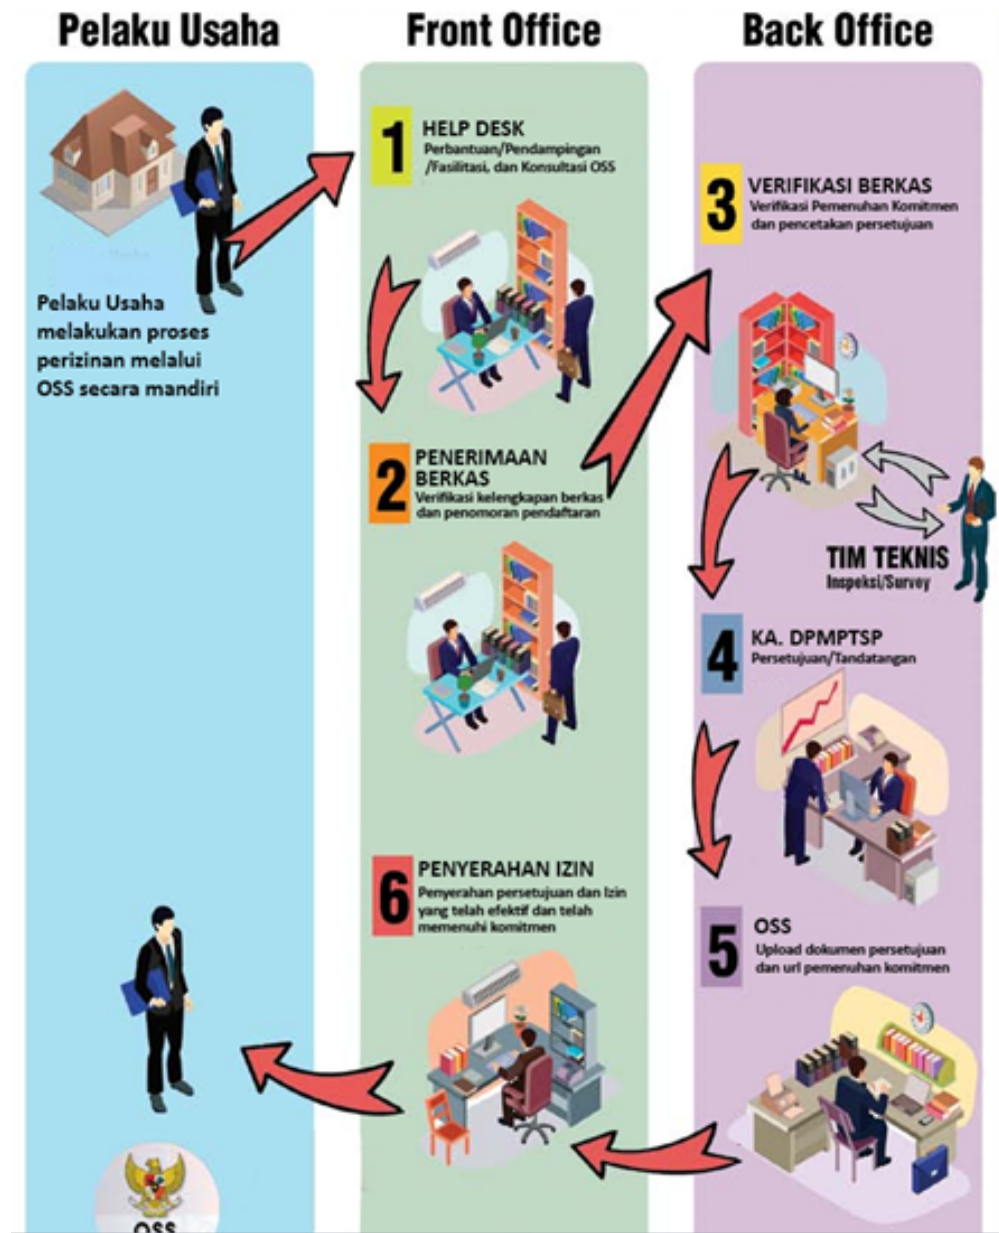 Pelaku Usaha
Front Office
Back Office
Pelaku Usaha
melakukan proses
perizinan melalui
OSS secara mandiri
1
HELP DESK
Perbantuan/Pendampingan
/Fasilitasi, dan Konsultasi OSS
2
PENERIMAAN
BERKAS
Verifikasi kelengkapan berkas
dan penomoran pendaftaran
3
VERIFIKASI BERKAS
Verifikasi Pemenuhan Komitmen
dan pencetakan persetujuan
TIM TEKNIS
Inspeksi/Survey
4
KA. DPMPTSP
Persetujuan/Tandatangan
5
OSS
Upload dokumen persetujuan
dan url pemenuhan komitmen
6
PENYERAHAN IZIN
Penyerahan persetujuan dan Izin
yang telah efektif dan telah
memenuhi komitmen
OSS